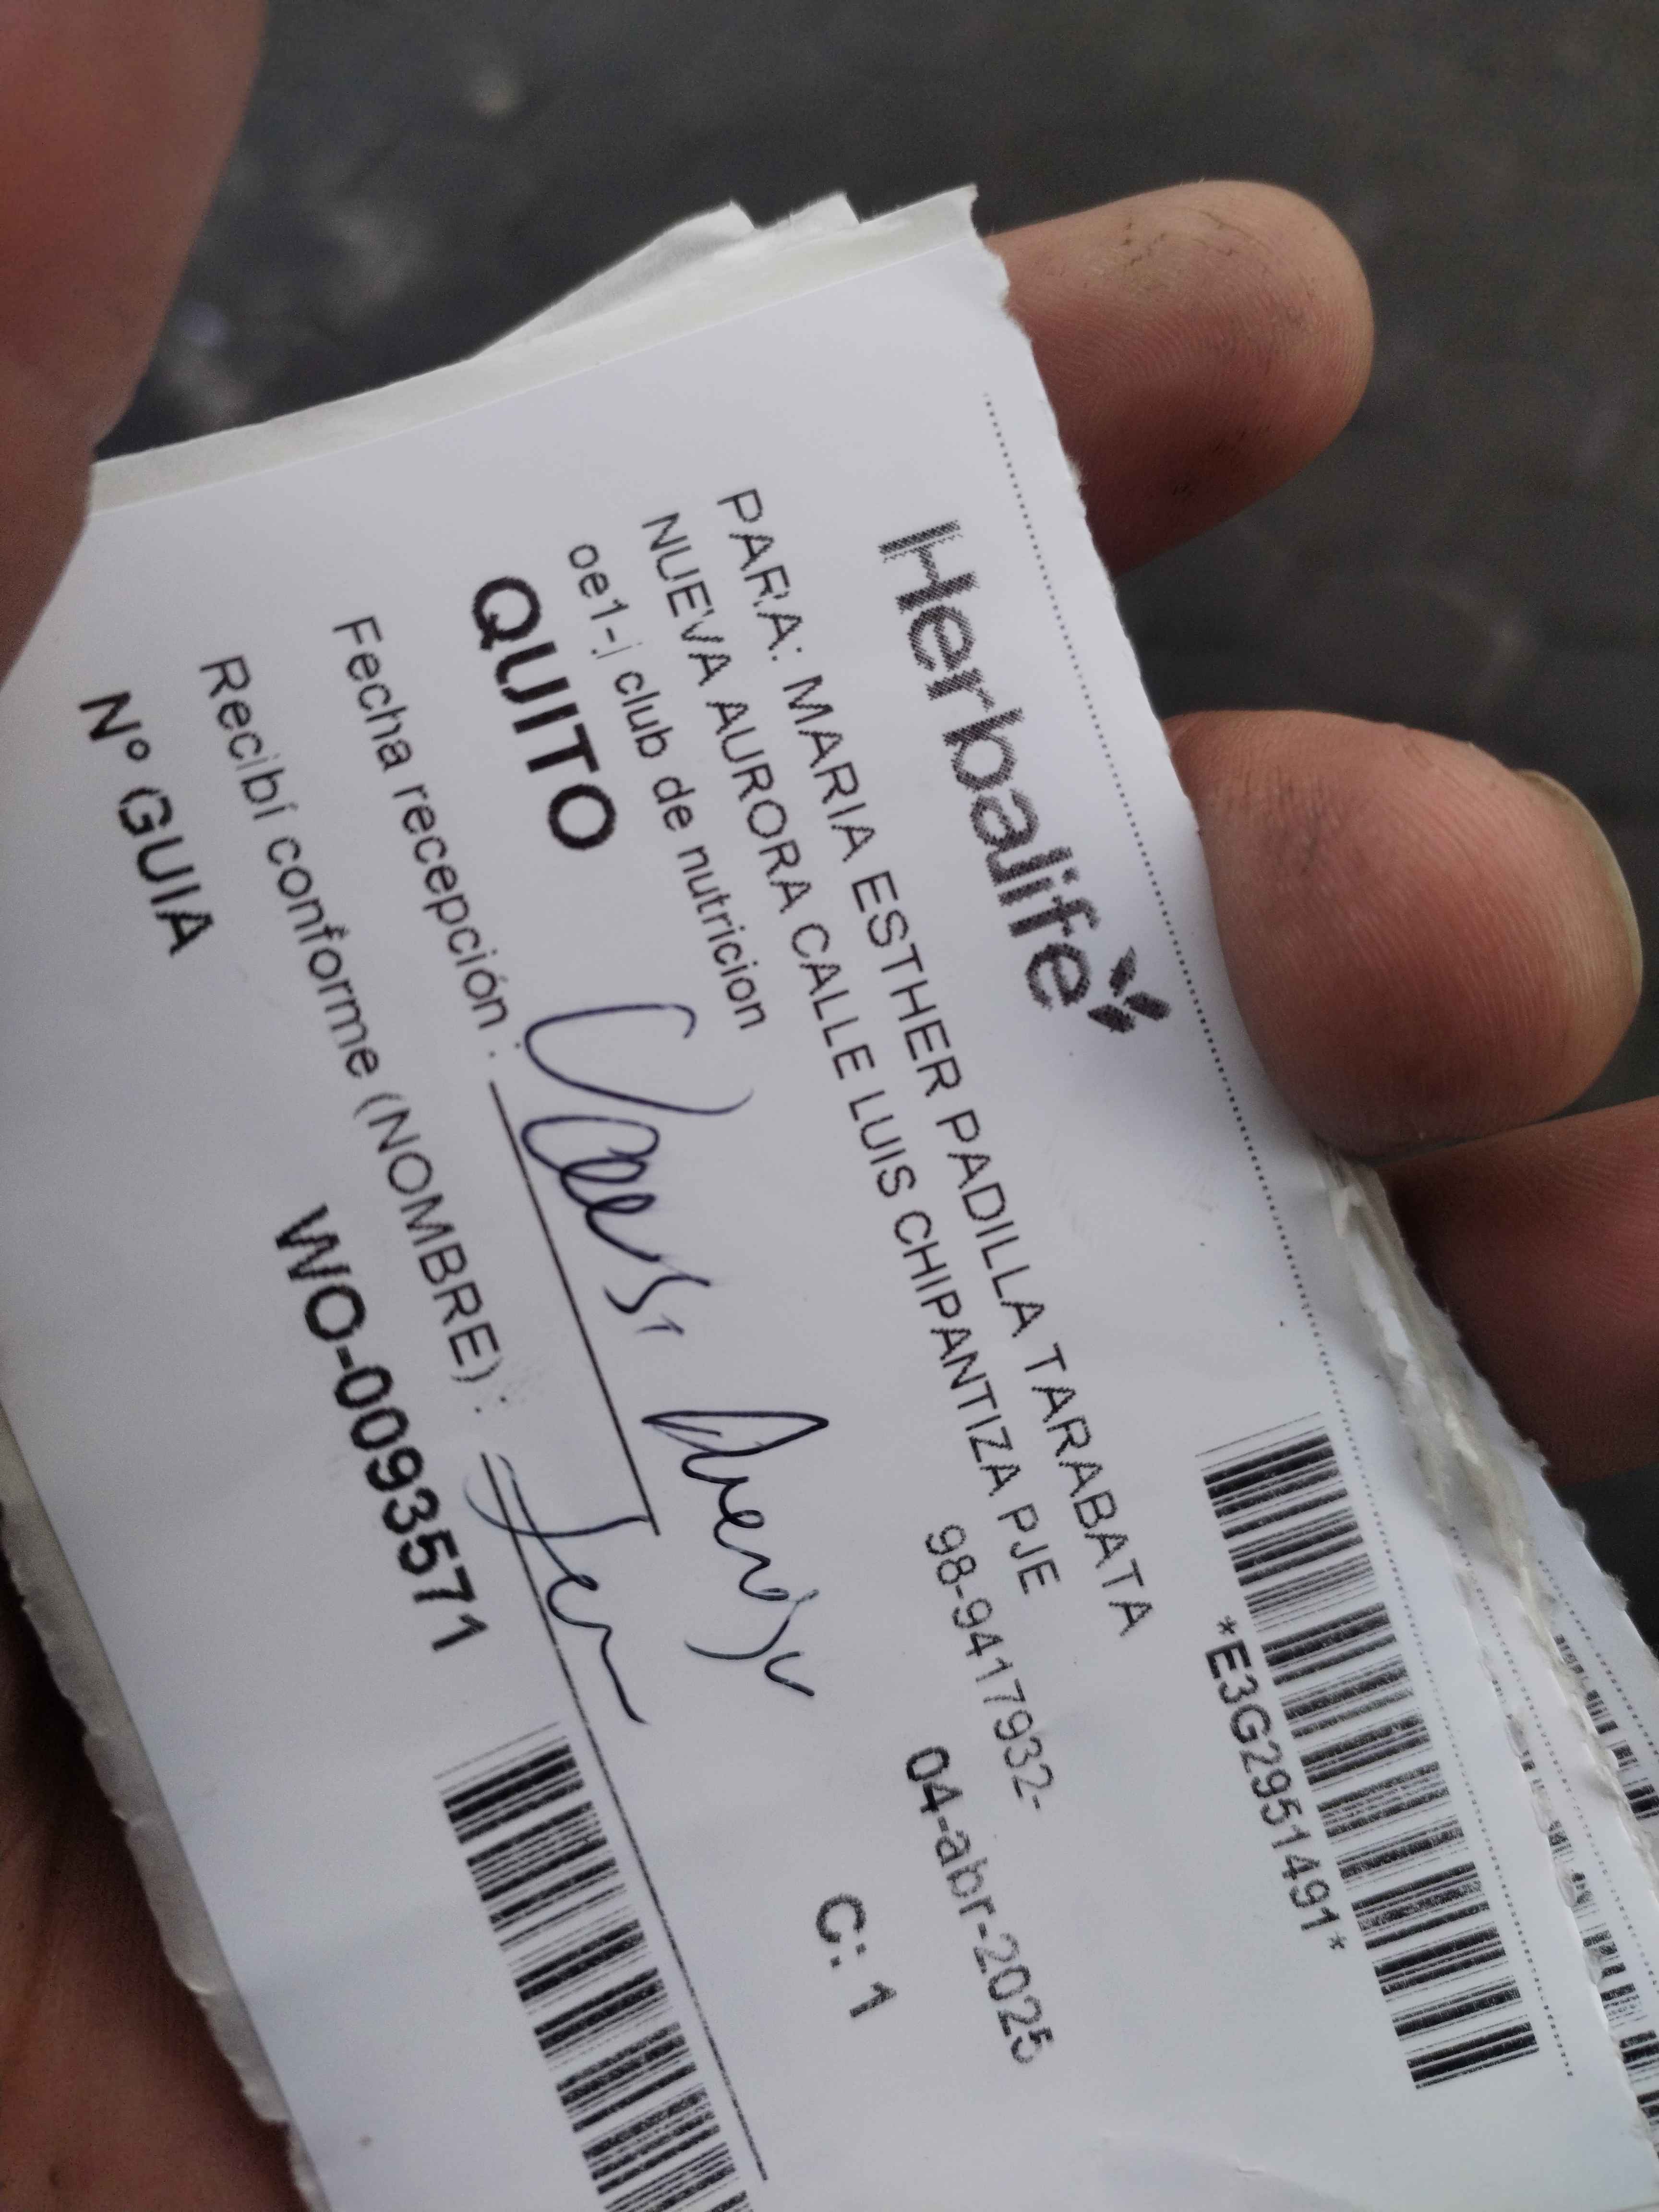 Herbalife
*E3G2951491*
PARA: MARIA ESTHER PADILLA TARABATA
NUEVA AURORA CALLE LUIS CHIPANTIZA PJE
oe1-j club de nutricion
98-9417932-
04-abr-2025
QUITO
C: 1
Fecha recepción :
Recibí conforme (NOMBRE) :
Nº GUIA
WO-0093571